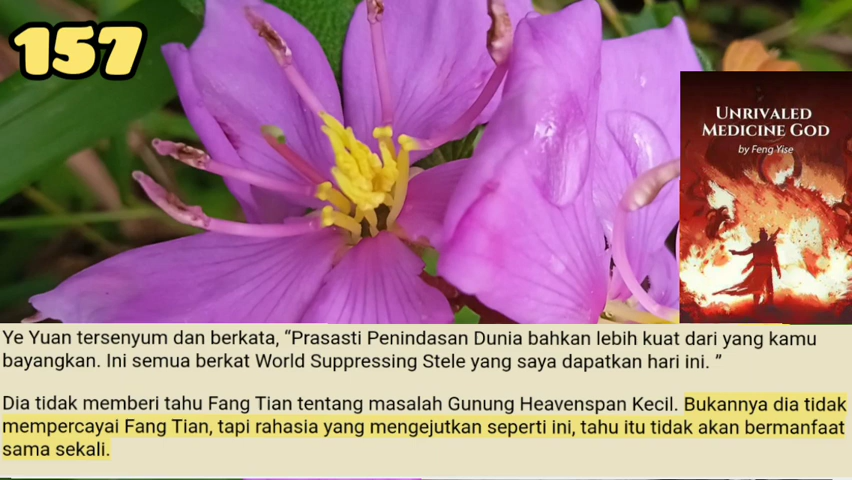 157
UNRIVALED
MEDICINE GOD
by Feng Yise
Ye Yuan tersenyum dan berkata, “Prasasti Penindasan Dunia bahkan lebih kuat dari yang kamu
bayangkan. Ini semua berkat World Suppressing Stele yang saya dapatkan hari ini. ”
Dia tidak memberi tahu Fang Tian tentang masalah Gunung Heavenspan Kecil. Bukannya dia tidak
mempercayai Fang Tian, tapi rahasia yang mengejutkan seperti ini, tahu itu tidak akan bermanfaat
sama sekali.